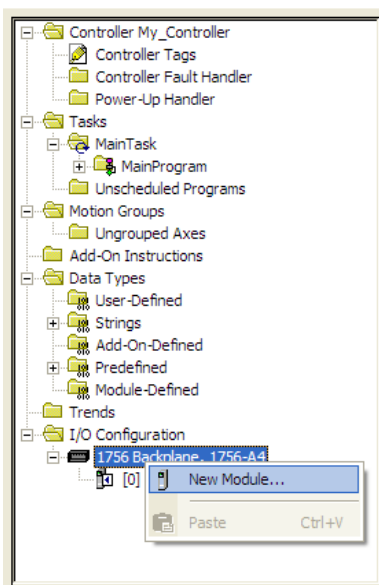 Controller My_Controller
Controller Tags
Controller Fault Handler
Power-Up Handler
Tasks
MainTask
MainProgram
Unscheduled Programs
Motion Groups
Ungrouped Axes
Add-On Instructions
Data Types
User-Defined
Strings
Add-On-Defined
Predefined
Module-Defined
Trends
I/O Configuration
1756 Backplane, 1756-A4
[0] New Module...
Paste Ctrl+V